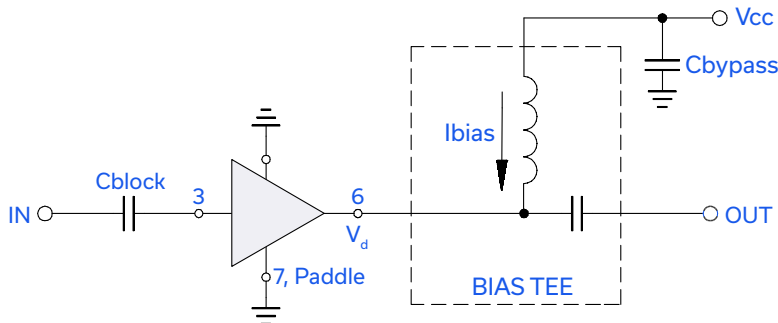 Vcc
Cbypass
Ibias
Cblock
3
6
IN
OUT
Vd
7, Paddle
BIAS TEE